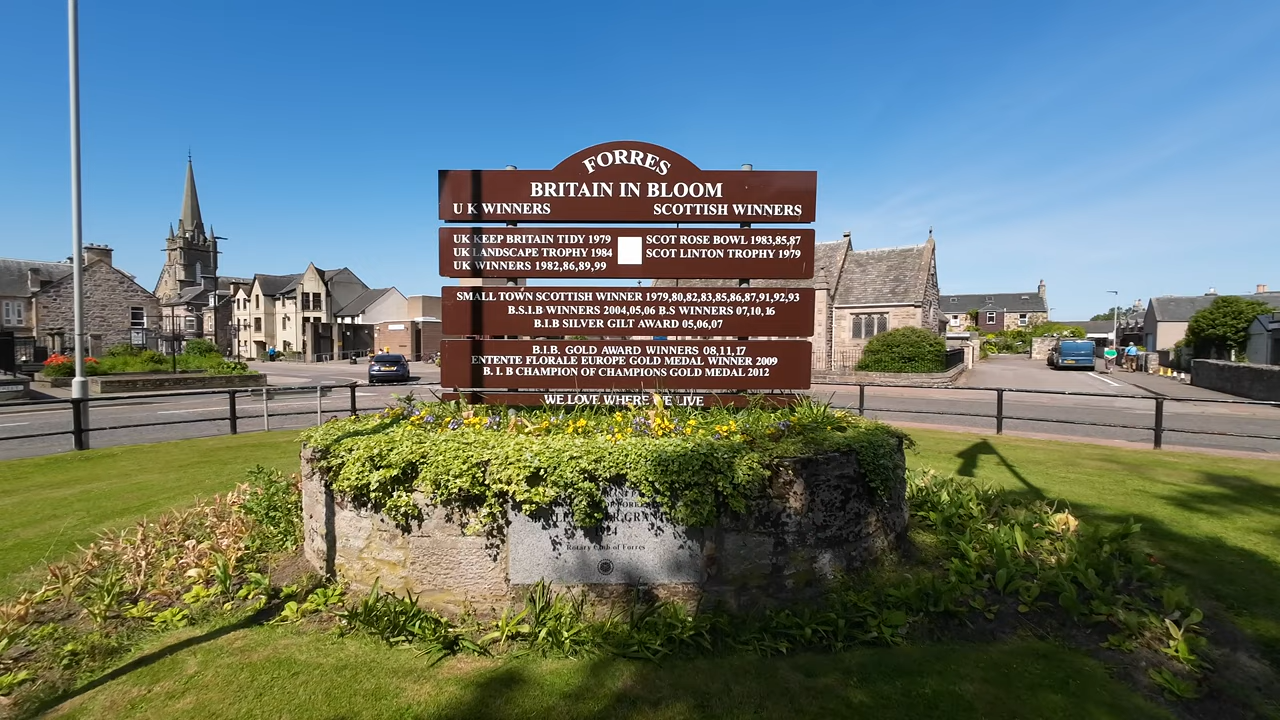 FORRES
BRITAIN IN BLOOM
U K WINNERS SCOTTISH WINNERS
UK KEEP BRITAIN TIDY 1979 SCOT ROSE BOWL 1983,85,87
UK LANDSCAPE TROPHY 1984 SCOT LINTON TROPHY 1979
UK WINNERS 1982,86,89,99
SMALL TOWN SCOTTISH WINNER 1979,80,82,83,85,86,87,91,92,93
B.S.I.B WINNERS 2004,05,06 B.S WINNERS 07,10,16
B.I.B SILVER GILT AWARD 05,06,07
B.I.B. GOLD AWARD WINNERS 08,11,17
ENTENTE FLORALE EUROPE GOLD MEDAL WINNER 2009
B. I. B CHAMPION OF CHAMPIONS GOLD MEDAL 2012
WE LOVE WHERE WE LIVE
Rotary Club of Forres